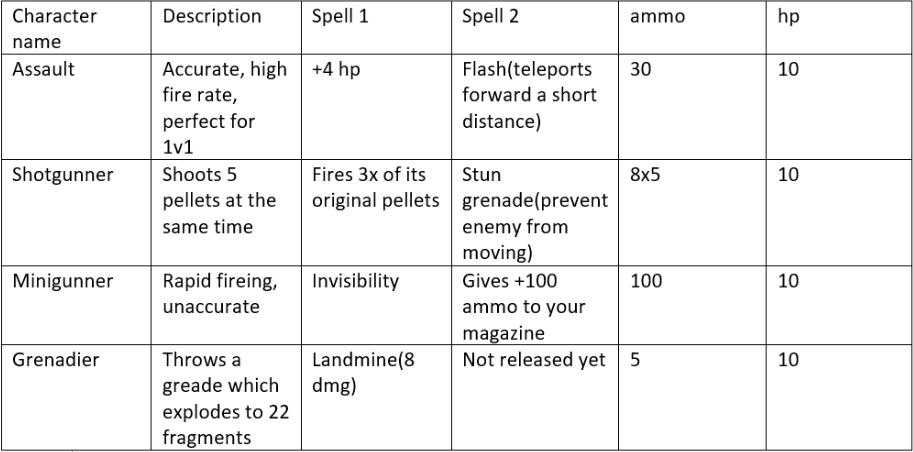 Character Description Spell 1 Spell 2 ammo hp
name
Assault Accurate, high +4 hp Flash(teleports 30 10
fire rate, forward a short
perfect for distance)
1v1
Shotgunner Shoots 5 Fires 3x of its Stun 8x5 10
pellets at the original pellets grenade(prevent
same time enemy from
moving)
Minigunner Rapid fireing, Invisibility Gives +100 100 10
unaccurate ammo to your
magazine
Grenadier Throws a Landmine(8 Not released yet 5 10
greade which dmg)
explodes to 22
fragments